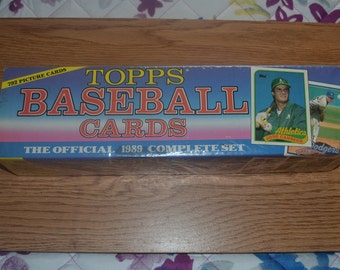 792 PICTURE CARDS
TOPPS
BASEBALL
CARDS
THE OFFICIAL 1989 COMPLETE SET
Athletics
Dodgers